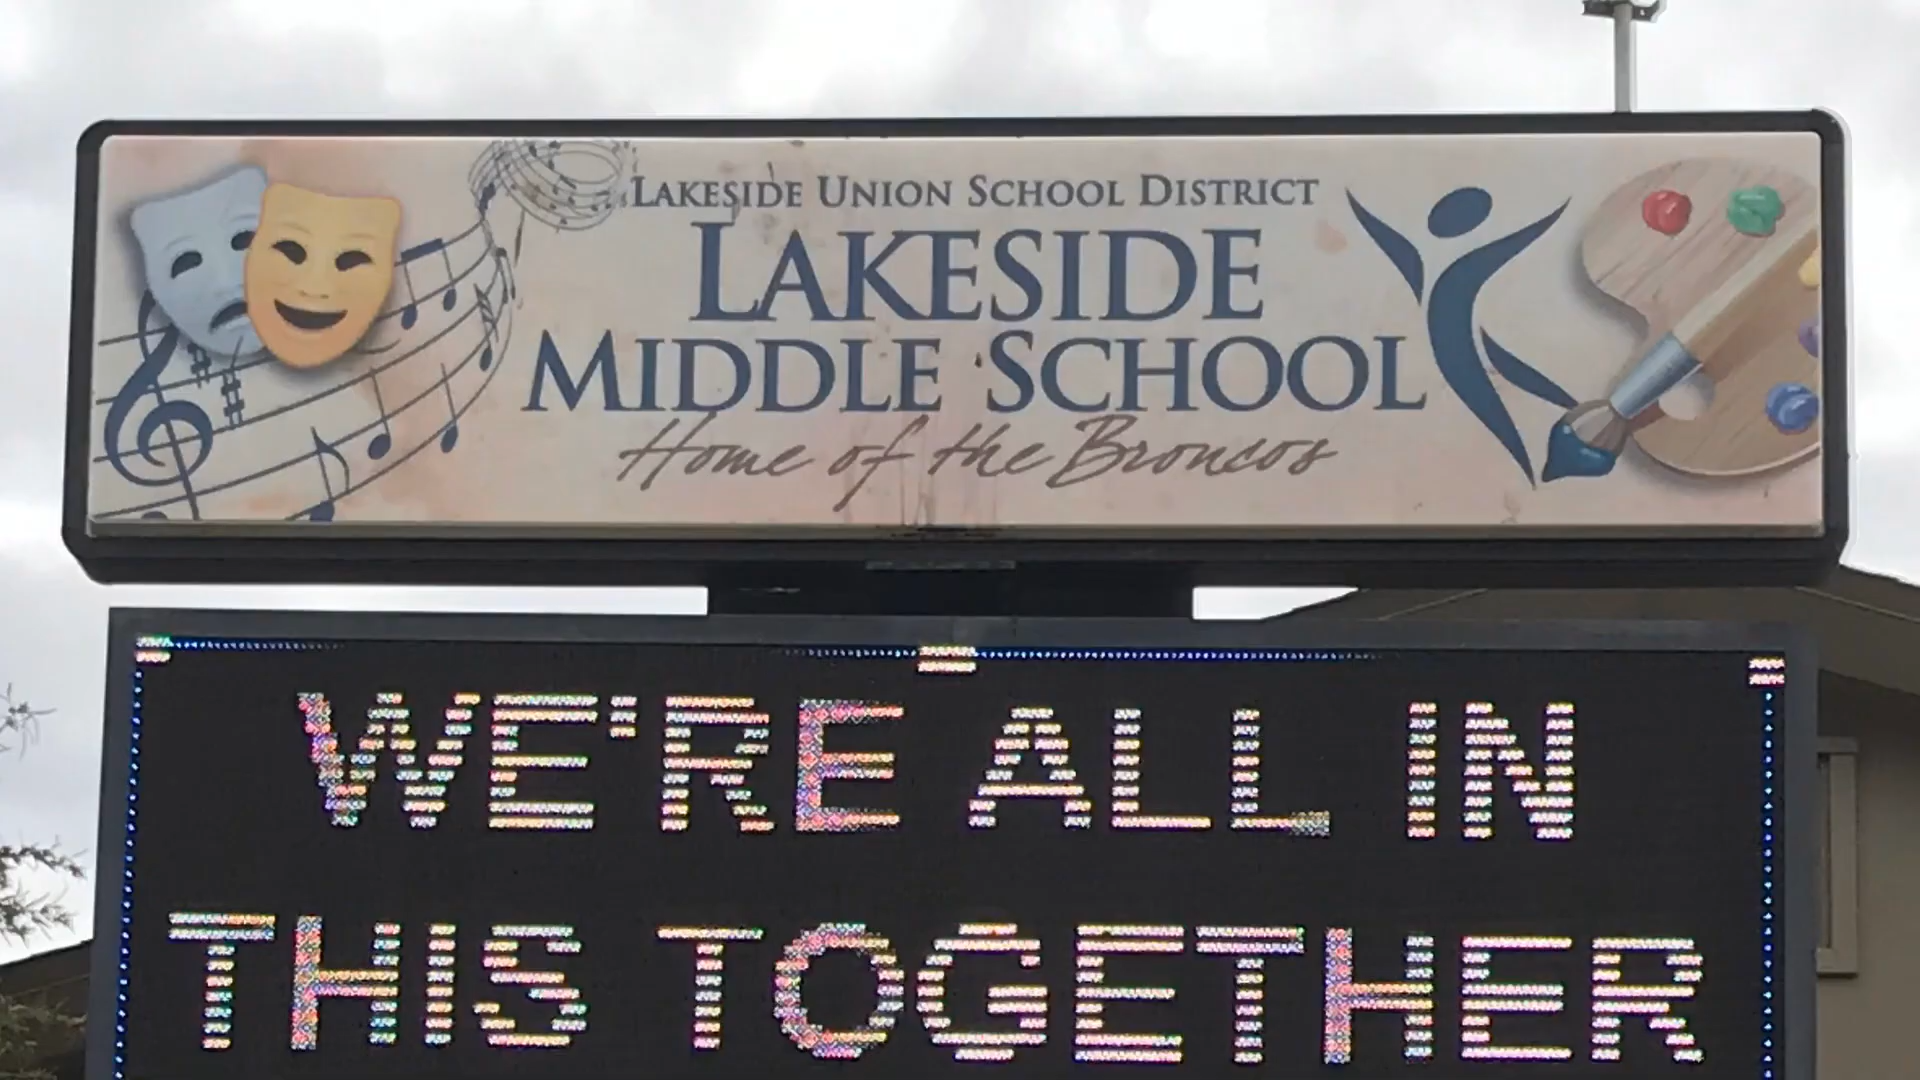 LAKESIDE UNION SCHOOL DISTRICT
LAKESIDE
MIDDLE SCHOOL
Home of the Broncos
WE'RE ALL IN
THIS TOGETHER